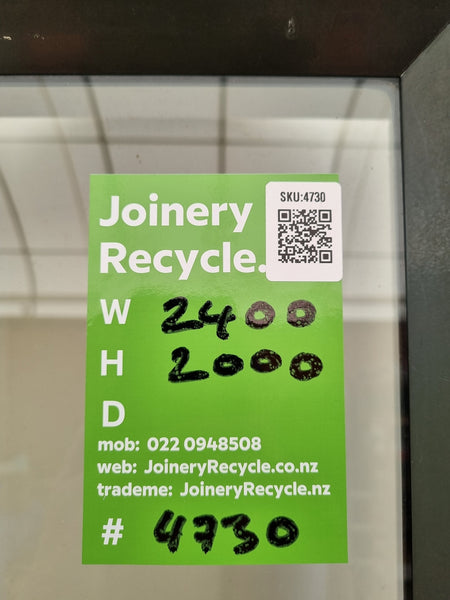 Joinery
SKU:4730
Recycle.
W 2400
H 2000
D
mob: 022 0948508
web: JoineryRecycle.co.nz
trademe: JoineryRecycle.nz
# 4730